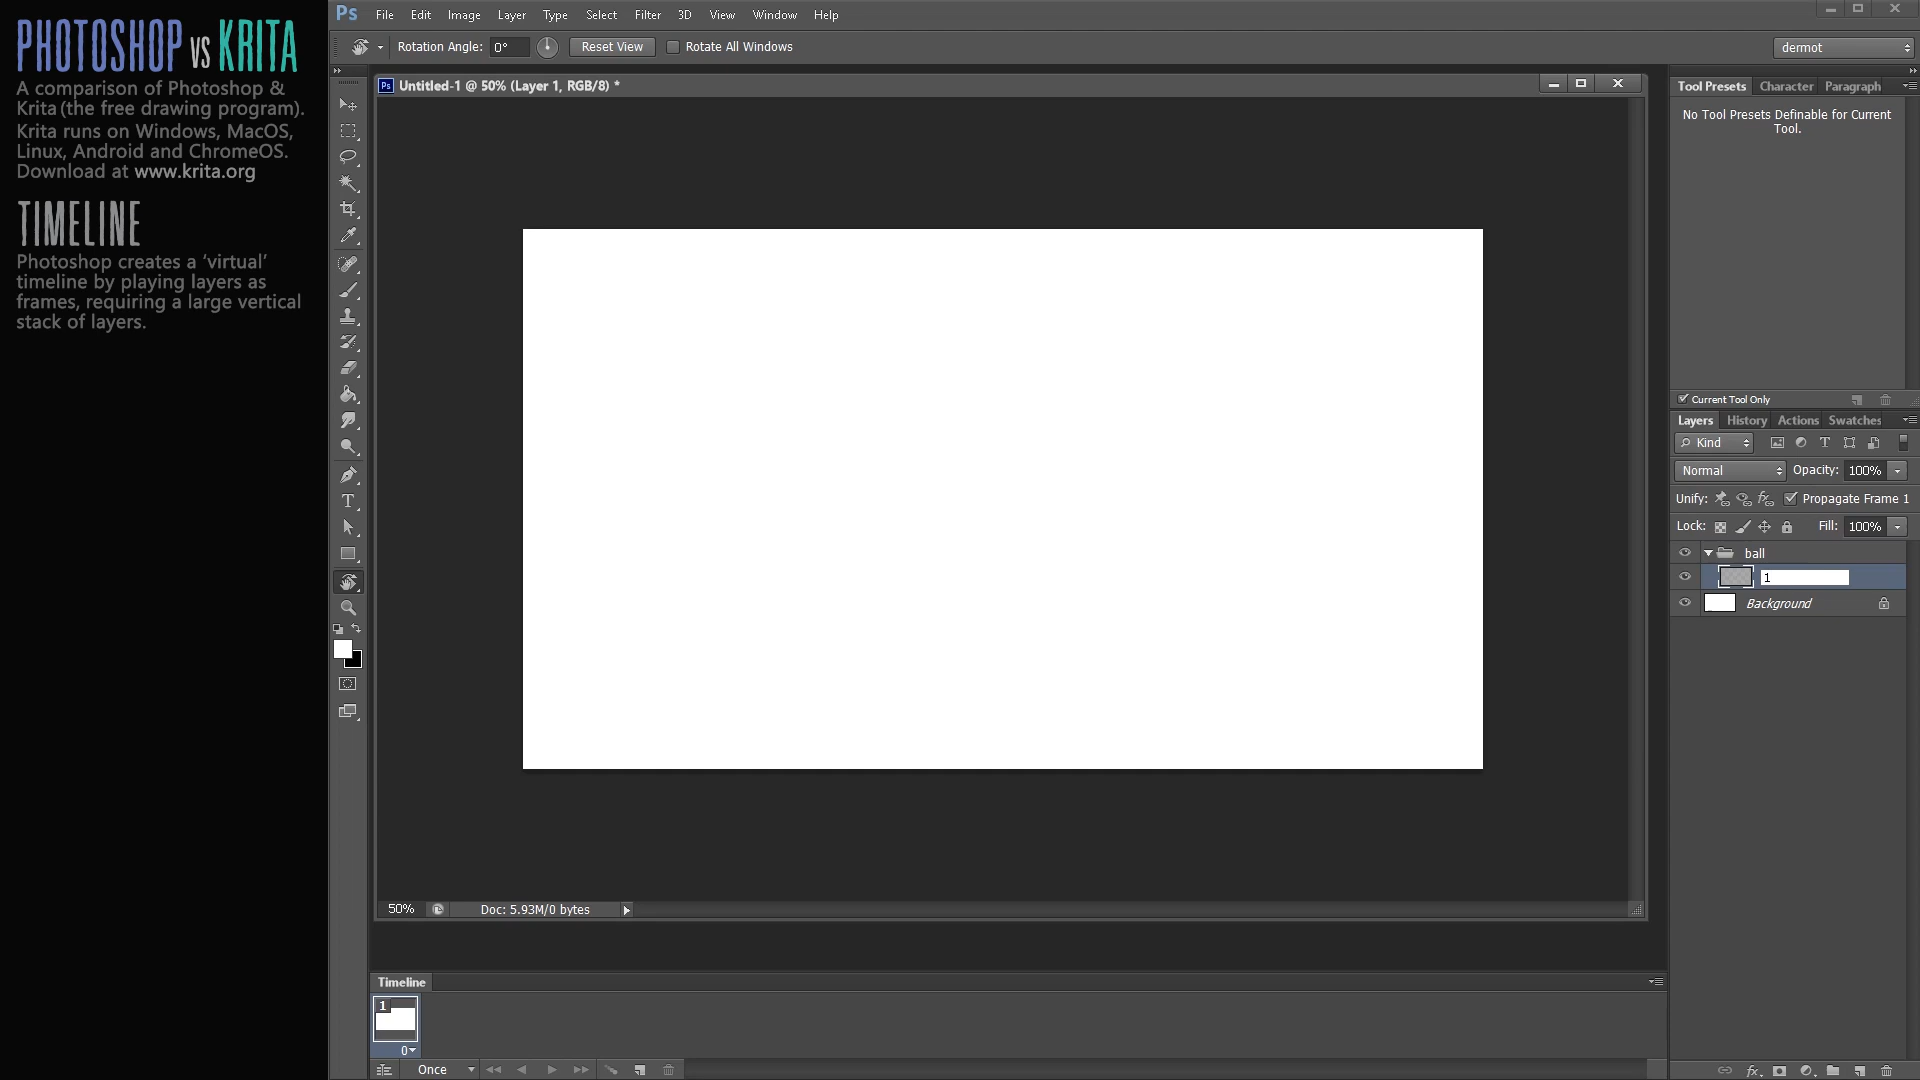 PHOTOSHOP VS KRITA
A comparison of Photoshop &
Krita (the free drawing program).
Krita runs on Windows, MacOS,
Linux, Android and ChromeOS.
Download at www.krita.org
TIMELINE
Photoshop creates a ‘virtual’
timeline by playing layers as
frames, requiring a large vertical
stack of layers.
Ps File Edit Image Layer Type Select Filter 3D View Window Help
Rotation Angle: 0° Reset View Rotate All Windows dermot
Ps Untitled-1 @ 50% (Layer 1, RGB/8) *
Tool Presets Character Paragraph
No Tool Presets Definable for Current
Tool.
Current Tool Only
Layers History Actions Swatches
Kind
Normal Opacity: 100%
Unify: Propagate Frame 1
Lock: Fill: 100%
ball
1
Background
50% Doc: 5.93M/0 bytes
Timeline
1
0
Once